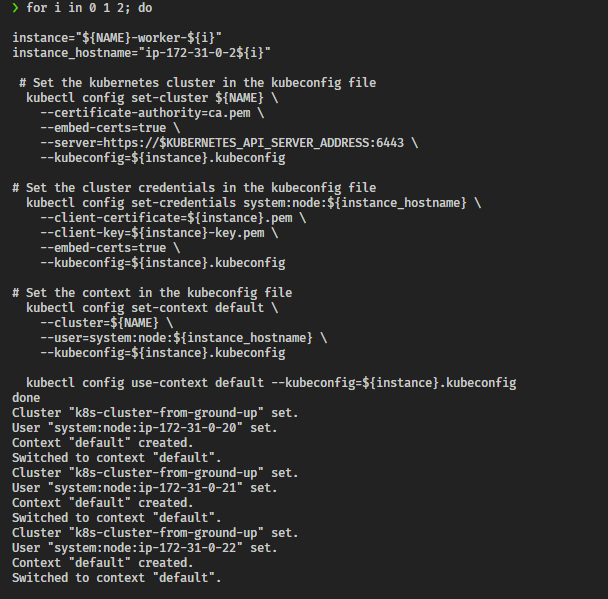 ❯ for i in 0 1 2; do
instance="${NAME}-worker-${i}"
instance_hostname="ip-172-31-0-2${i}"
# Set the kubernetes cluster in the kubeconfig file
kubectl config set-cluster ${NAME} \
--certificate-authority=ca.pem \
--embed-certs=true \
--server=https://$KUBERNETES_API_SERVER_ADDRESS:6443 \
--kubeconfig=${instance}.kubeconfig
# Set the cluster credentials in the kubeconfig file
kubectl config set-credentials system:node:${instance_hostname} \
--client-certificate=${instance}.pem \
--client-key=${instance}-key.pem \
--embed-certs=true \
--kubeconfig=${instance}.kubeconfig
# Set the context in the kubeconfig file
kubectl config set-context default \
--cluster=${NAME} \
--user=system:node:${instance_hostname} \
--kubeconfig=${instance}.kubeconfig
kubectl config use-context default --kubeconfig=${instance}.kubeconfig
done
Cluster "k8s-cluster-from-ground-up" set.
User "system:node:ip-172-31-0-20" set.
Context "default" created.
Switched to context "default".
Cluster "k8s-cluster-from-ground-up" set.
User "system:node:ip-172-31-0-21" set.
Context "default" created.
Switched to context "default".
Cluster "k8s-cluster-from-ground-up" set.
User "system:node:ip-172-31-0-22" set.
Context "default" created.
Switched to context "default".